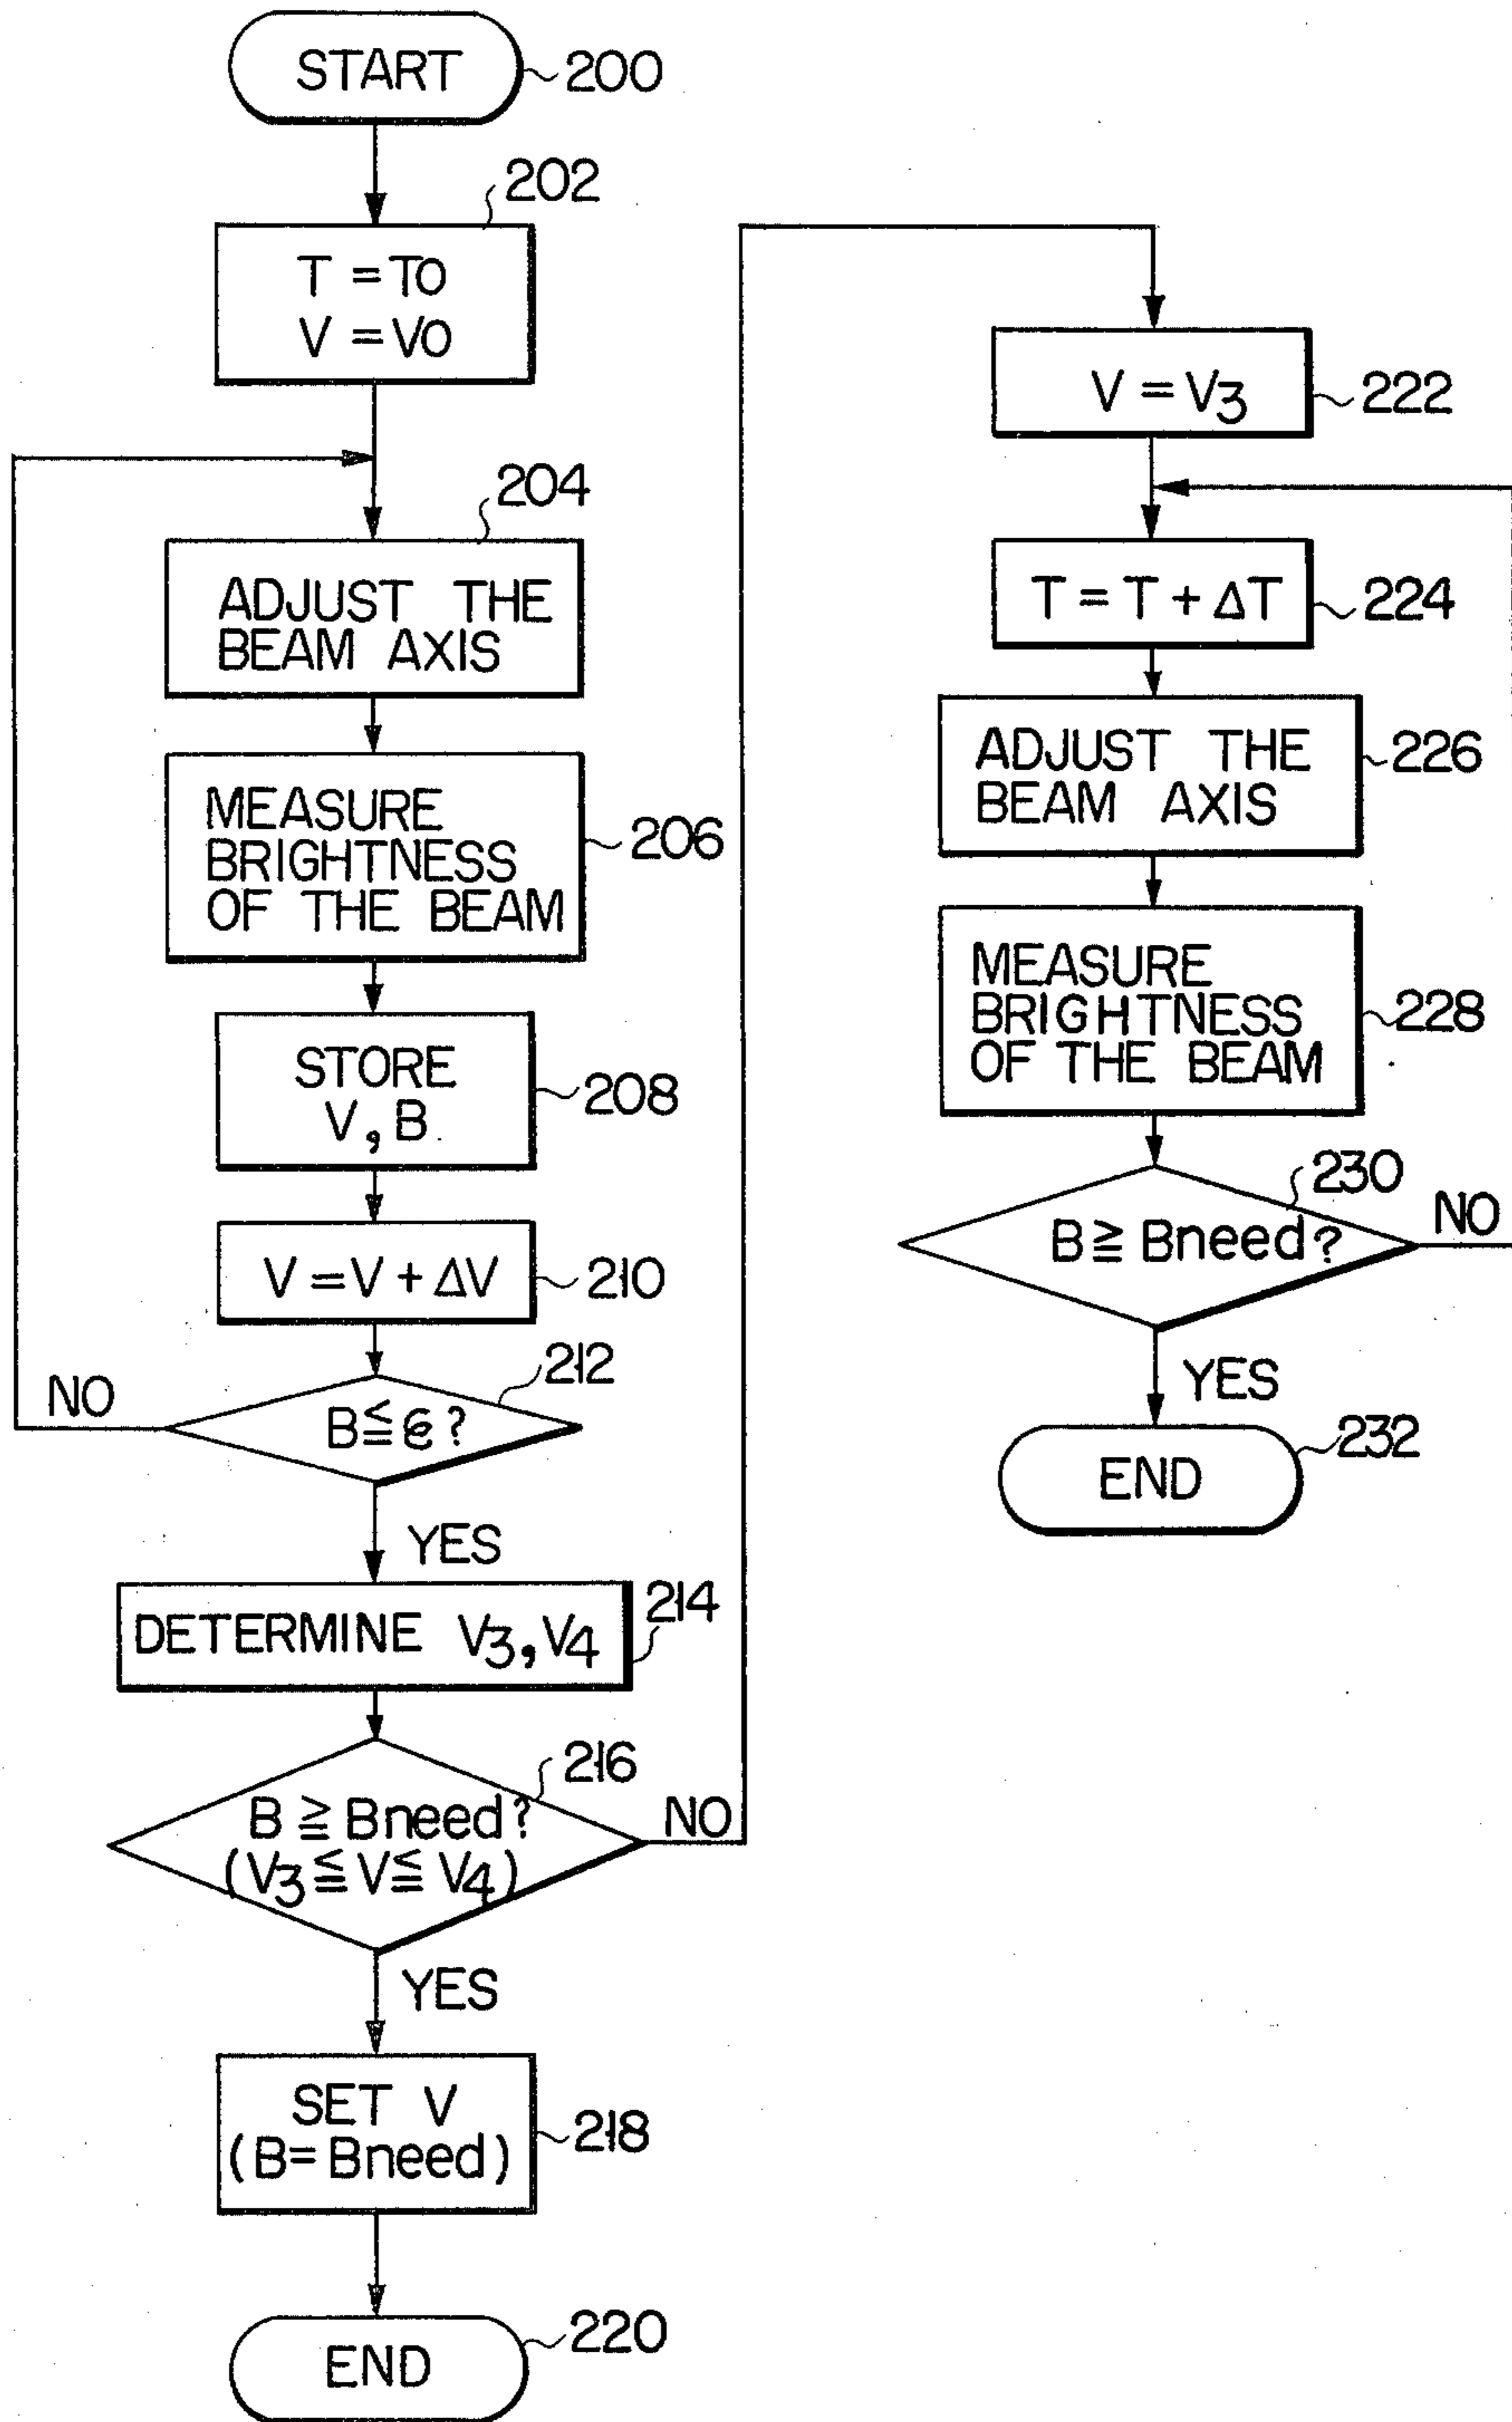 START
200
202
T = TO
V = VO
204
ADJUST THE
BEAM AXIS
MEASURE
BRIGHTNESS
OF THE BEAM
206
STORE
V, B
208
V = V + ΔV
210
212
B ≦ ε?
NO
YES
DETERMINE V3, V4
214
216
B ≧ Bneed?
(V3 ≦ V ≦ V4)
NO
YES
SET V
(B = Bneed)
218
END
220
V = V3
222
T = T + ΔT
224
ADJUST THE
BEAM AXIS
226
MEASURE
BRIGHTNESS
OF THE BEAM
228
230
B ≧ Bneed?
NO
YES
END
232